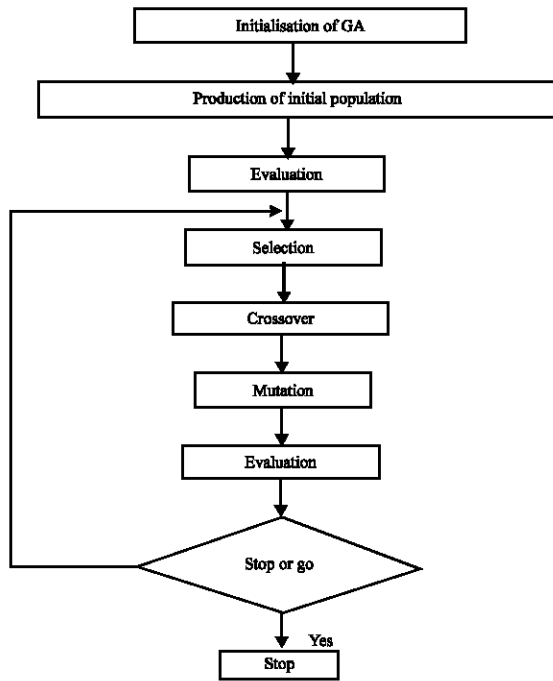 Initialisation of GA
Production of initial population
Evaluation
Selection
Crossover
Mutation
Evaluation
Stop or go
Yes
Stop